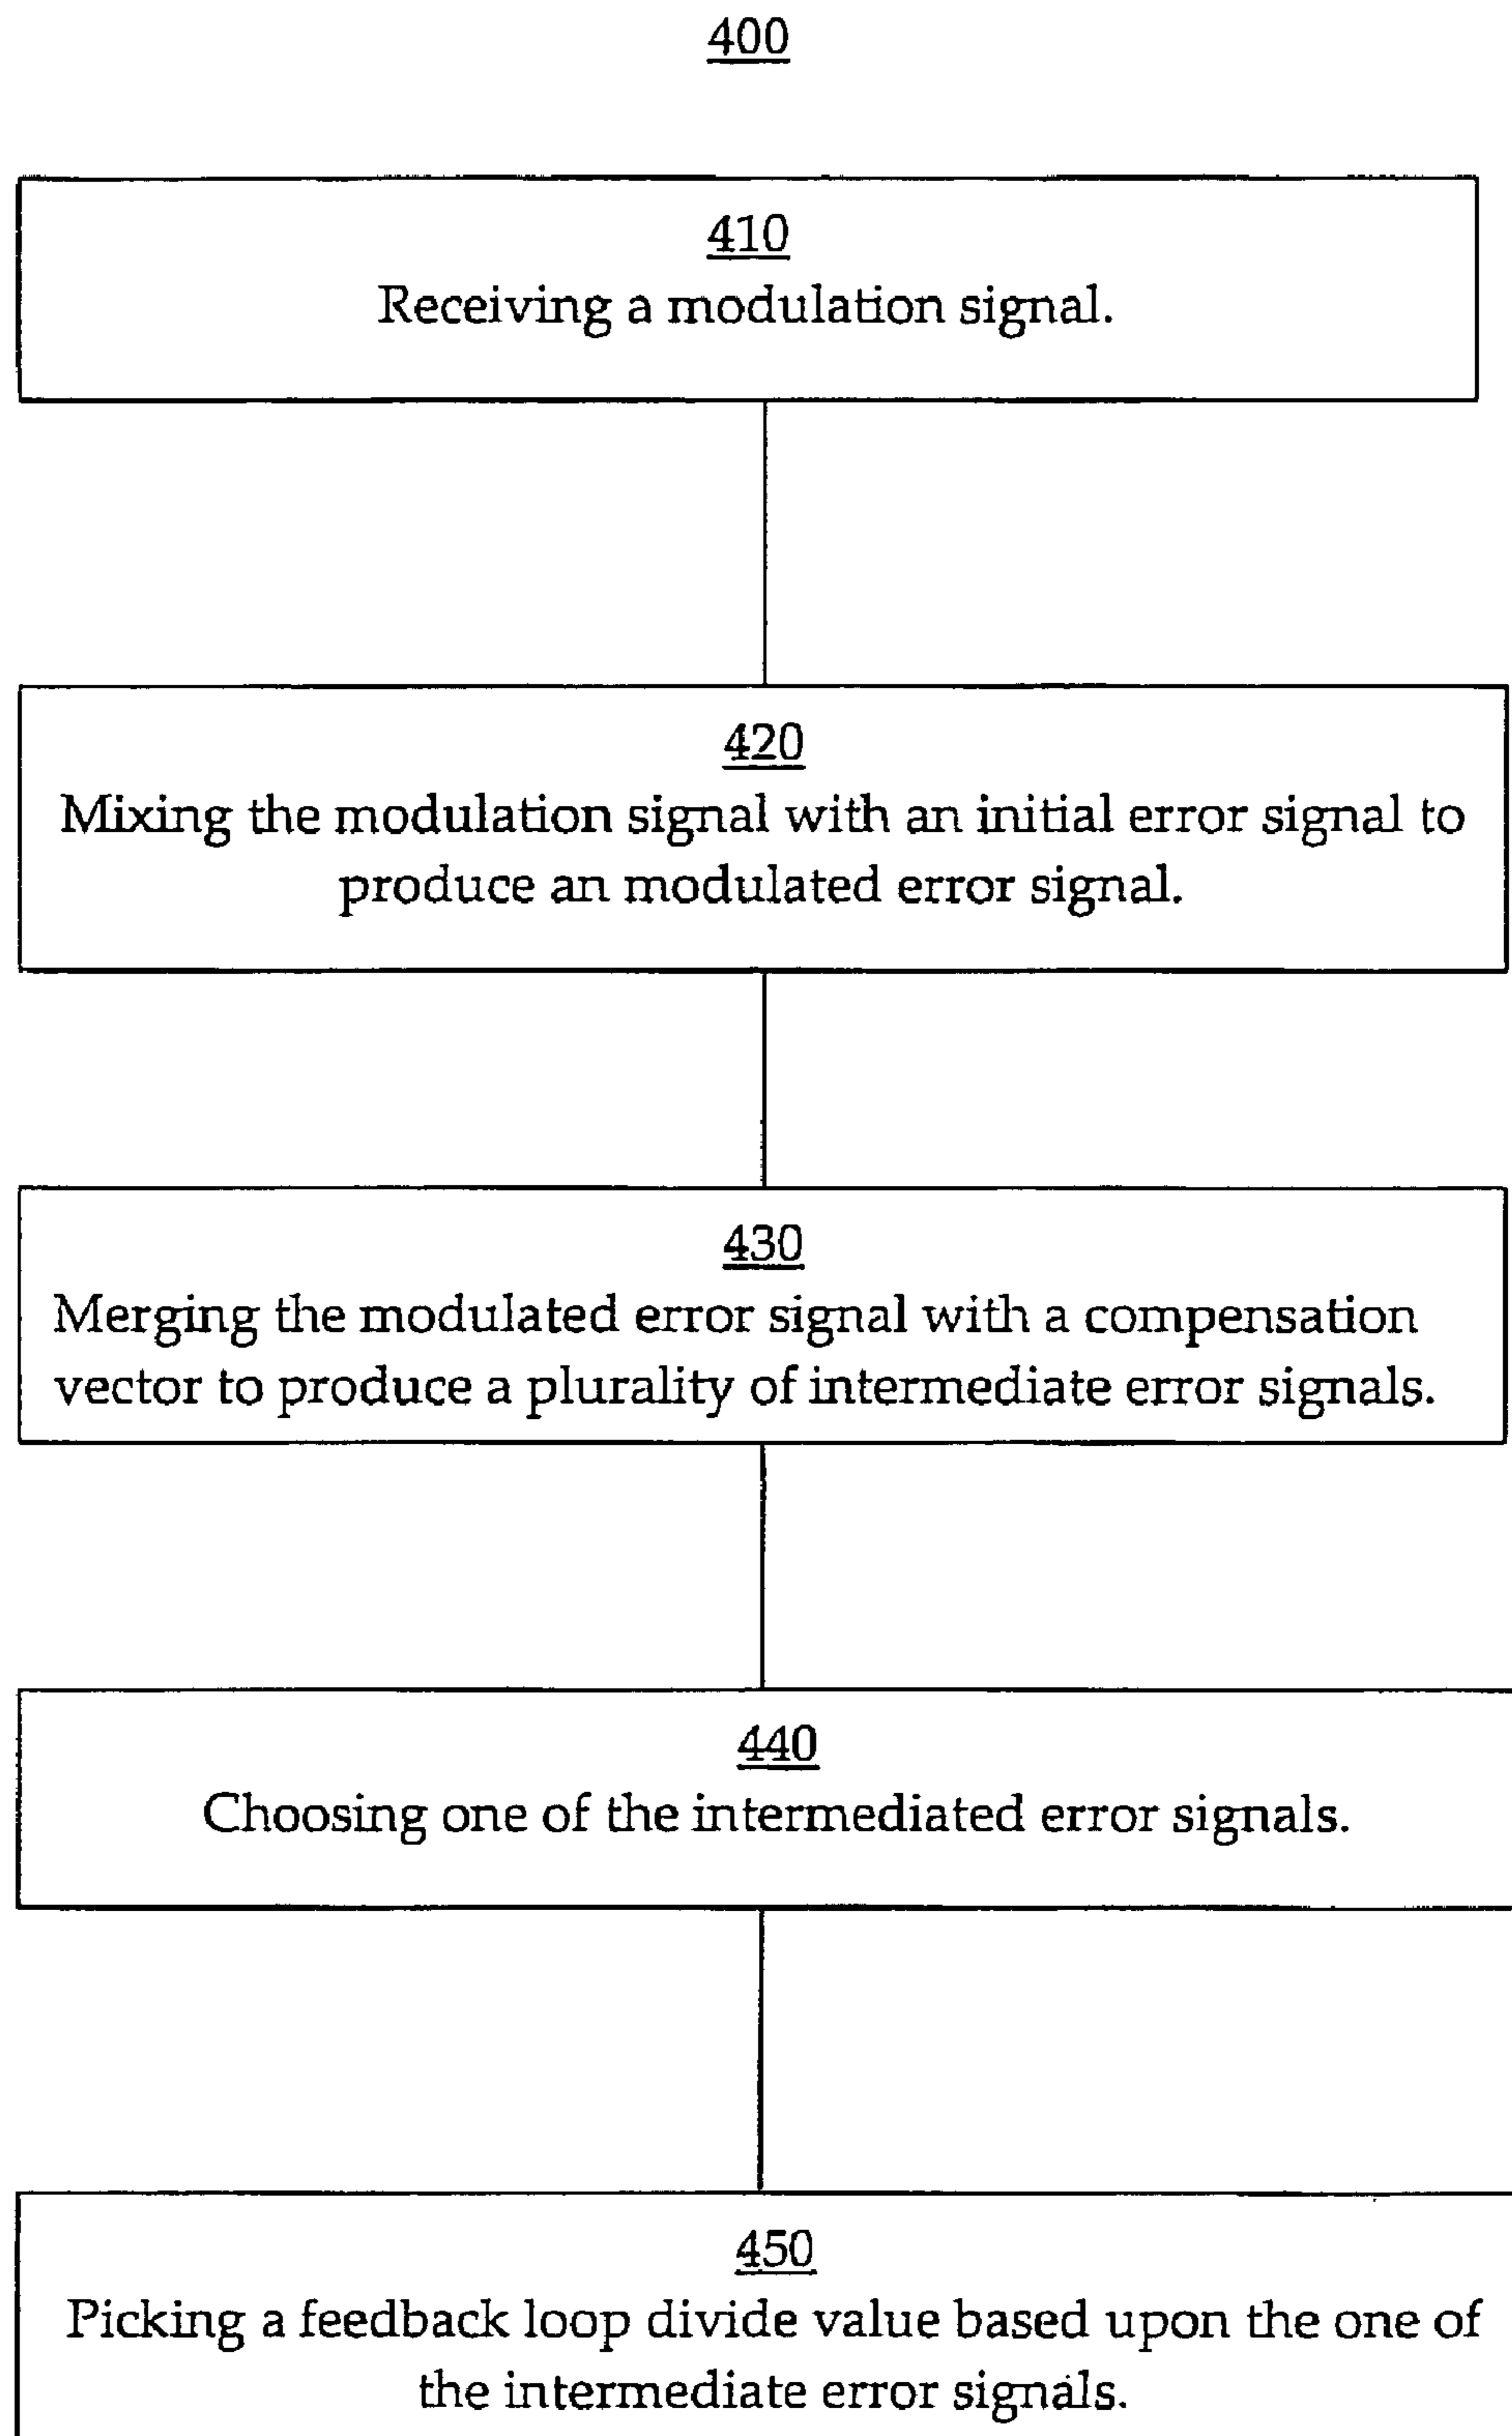 400
410
Receiving a modulation signal.
420
Mixing the modulation signal with an initial error signal to
produce an modulated error signal.
430
Merging the modulated error signal with a compensation
vector to produce a plurality of intermediate error signals.
440
Choosing one of the intermediated error signals.
450
Picking a feedback loop divide value based upon the one of
the intermediate error signals.